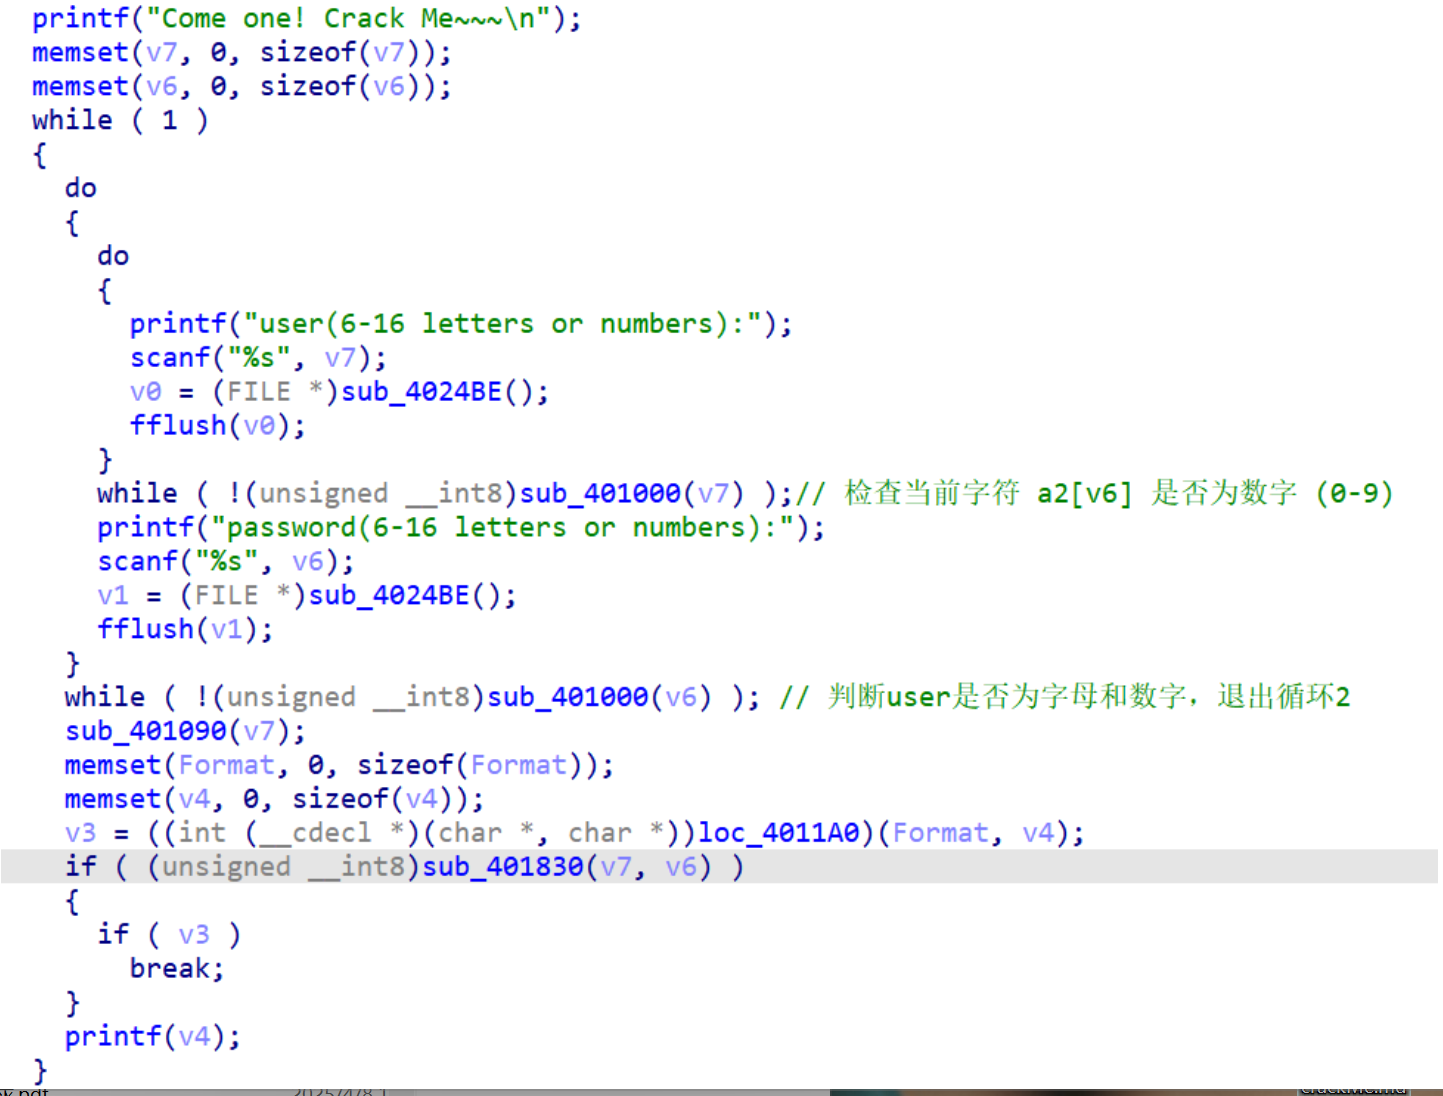 printf("Come one! Crack Me~~~\n");
memset(v7, 0, sizeof(v7));
memset(v6, 0, sizeof(v6));
while ( 1 )
{
do
{
do
{
printf("user(6-16 letters or numbers):");
scanf("%s", v7);
v0 = (FILE *)sub_4024BE();
fflush(v0);
}
while ( !(unsigned __int8)sub_401000(v7) );// 检查当前字符 a2[v6] 是否为数字 (0-9)
printf("password(6-16 letters or numbers):");
scanf("%s", v6);
v1 = (FILE *)sub_4024BE();
fflush(v1);
}
while ( !(unsigned __int8)sub_401000(v6) ); // 判断user是否为字母和数字，退出循环2
sub_401090(v7);
memset(Format, 0, sizeof(Format));
memset(v4, 0, sizeof(v4));
v3 = ((int (__cdecl *)(char *, char *))loc_4011A0)(Format, v4);
if ( (unsigned __int8)sub_401830(v7, v6) )
{
if ( v3 )
break;
}
printf(v4);
}